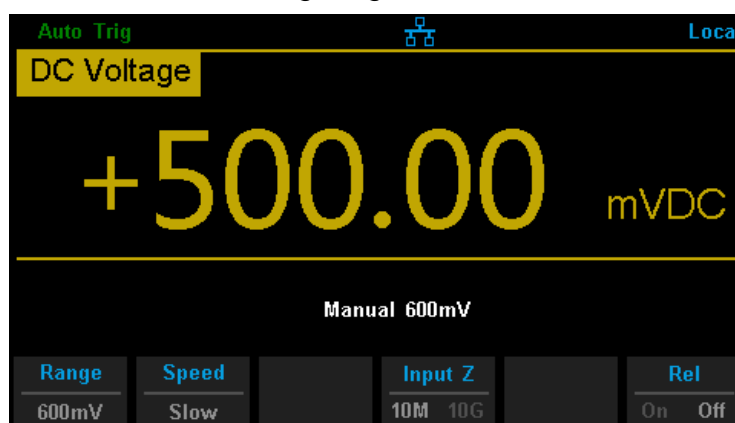 Auto Trig Loca
DC Voltage
+500.00 mVDC
Manual 600mV
Range Speed Input Z Rel
600mV Slow 10M 10G On Off